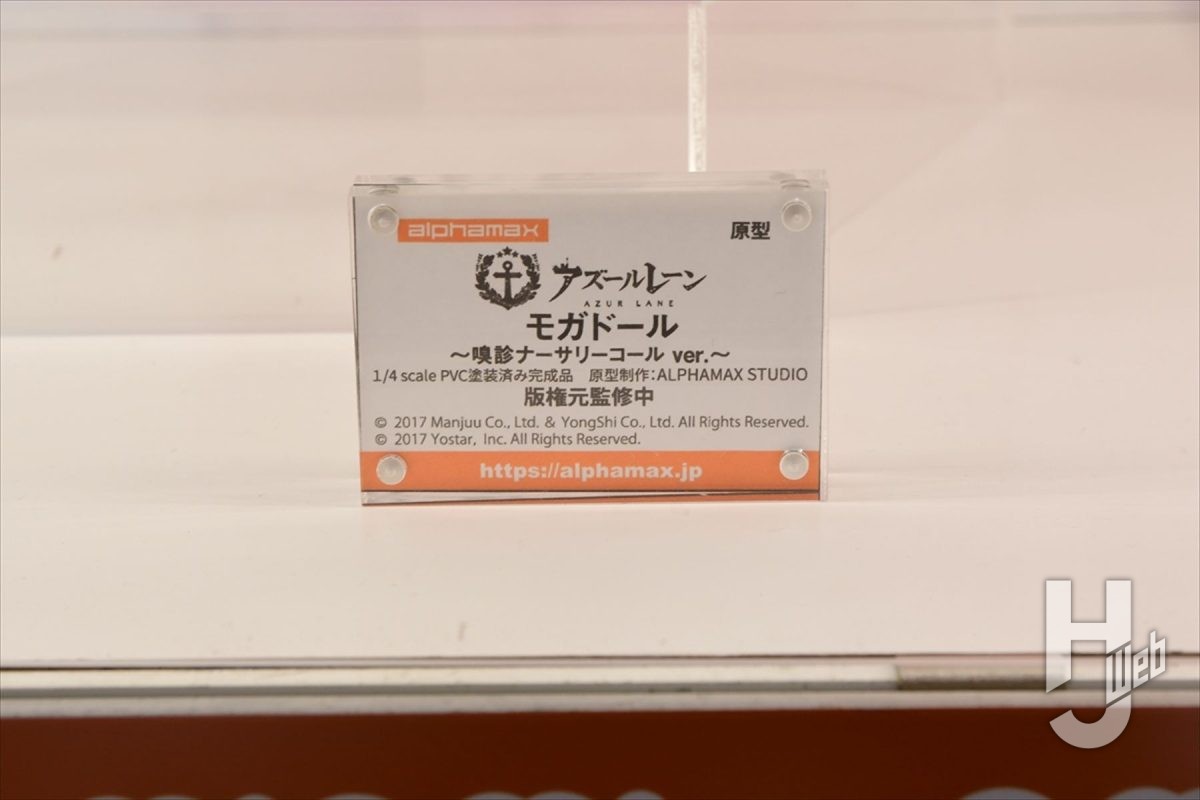 alphamax 原型
アズールレーン
AZUR LANE
モガドール
～嗅診ナーサリーコール ver.～
1/4 scale PVC塗装済み完成品 原型制作：ALPHAMAX STUDIO
版権元監修中
© 2017 Manjuu Co., Ltd. & YongShi Co., Ltd. All Rights Reserved.
© 2017 Yostar, Inc. All Rights Reserved.
https://alphamax.jp
HJ Web